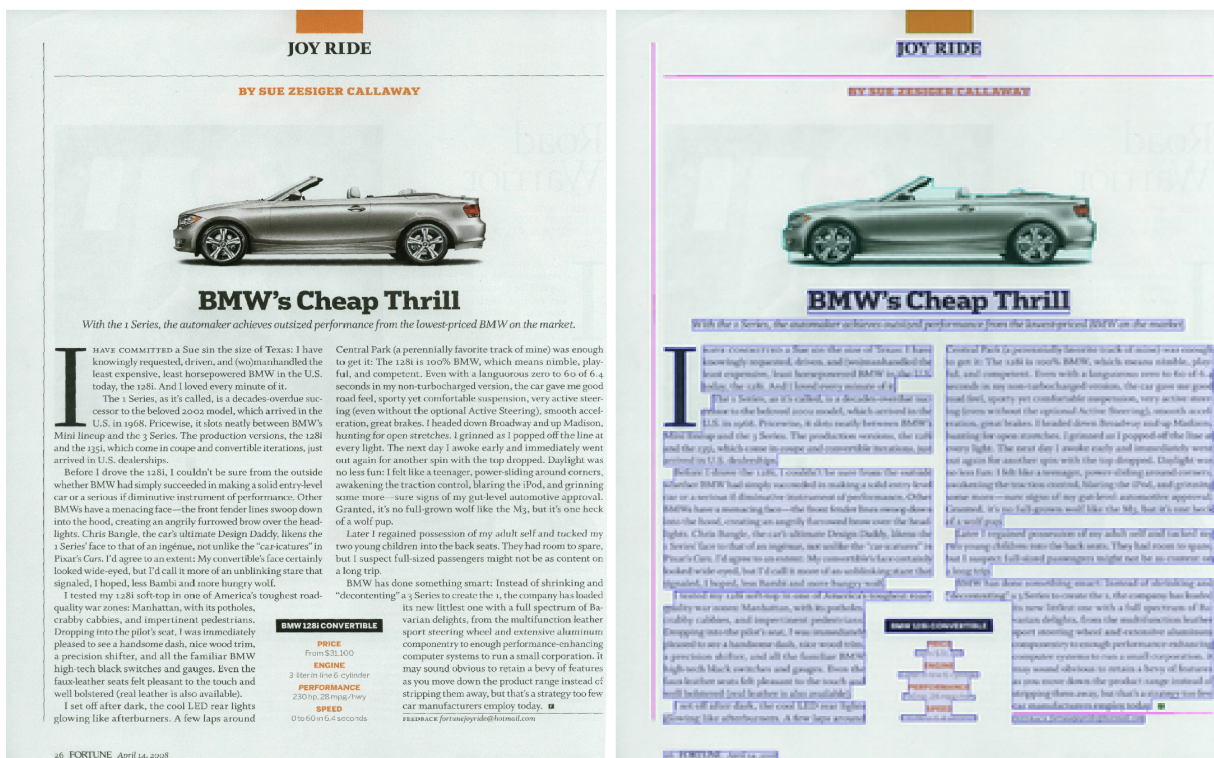 JOY RIDE
BY SUE ZESIGER CALLAWAY
BMW's Cheap Thrill
With the 1 Series, the automaker achieves outsized performance from the lowest-priced BMW on the market.
I HAVE COMMITTED a Sue sin the size of Texas: I have
knowingly requested, driven, and (wo)manhandled the
least expensive, least horsepowered BMW in the U.S.
today, the 128i. And I loved every minute of it.
The 1 Series, as it's called, is a decades-overdue suc-
cessor to the beloved 2002 model, which arrived in the
U.S. in 1968. Pricewise, it slots neatly between BMW's
Mini lineup and the 3 Series. The production versions, the 128i
and the 135i, which come in coupe and convertible iterations, just
arrived in U.S. dealerships.
Before I drove the 128i, I couldn't be sure from the outside
whether BMW had simply succeeded in making a solid entry-level
car or a serious if diminutive instrument of performance. Other
BMWs have a menacing face—the front fender lines swoop down
into the hood, creating an angrily furrowed brow over the head-
lights. Chris Bangle, the car's ultimate Design Daddy, likens the
1 Series' face to that of an ingénue, not unlike the "car-icatures" in
Pixar's Cars. I'd agree to an extent: My convertible's face certainly
looked wide-eyed, but I'd call it more of an unblinking stare that
signaled, I hoped, less Bambi and more hungry wolf.
I tested my 128i soft-top in one of America's toughest road-
quality war zones: Manhattan, with its potholes,
crabby cabbies, and impertinent pedestrians.
Dropping into the pilot's seat, I was immediately
pleased to see a handsome dash, nice wood trim,
a precision shifter, and all the familiar BMW
high-tech black switches and gauges. Even the
faux-leather seats felt pleasant to the touch and
well bolstered (real leather is also available).
I set off after dark, the cool LED rear lights
glowing like afterburners. A few laps around
Central Park (a perennially favorite track of mine) was enough
to get it: The 128i is 100% BMW, which means nimble, play-
ful, and competent. Even with a languorous zero to 60 of 6.4
seconds in my non-turbocharged version, the car gave me good
road feel, sporty yet comfortable suspension, very active steer-
ing (even without the optional Active Steering), smooth accel-
eration, great brakes. I headed down Broadway and up Madison,
hunting for open stretches. I grinned as I popped off the line at
every light. The next day I awoke early and immediately went
out again for another spin with the top dropped. Daylight was
no less fun: I felt like a teenager, power-sliding around corners,
awakening the traction control, blaring the iPod, and grinning
some more—sure signs of my gut-level automotive approval.
Granted, it's no full-grown wolf like the M3, but it's one heck
of a wolf pup.
Later I regained possession of my adult self and tucked my
two young children into the back seats. They had room to spare,
but I suspect full-sized passengers might not be as content on
a long trip.
BMW has done something smart: Instead of shrinking and
"decontenting" a 3 Series to create the 1, the company has loaded
its new littlest one with a full spectrum of Ba-
varian delights, from the multifunction leather
sport steering wheel and extensive aluminum
componentry to enough performance-enhancing
computer systems to run a small corporation. It
may sound obvious to retain a bevy of features
as you move down the product range instead of
stripping them away, but that's a strategy too few
car manufacturers employ today.
FEEDBACK fortunejoyride@hotmail.com
BMW 128i CONVERTIBLE
PRICE
From $31,100
ENGINE
3-liter in-line 6-cylinder
PERFORMANCE
230 hp, 28 mpg/hwy
SPEED
0 to 60 in 6.4 seconds
26 FORTUNE April 14, 2008
JOY RIDE
BY SUE ZESIGER CALLAWAY
BMW's Cheap Thrill